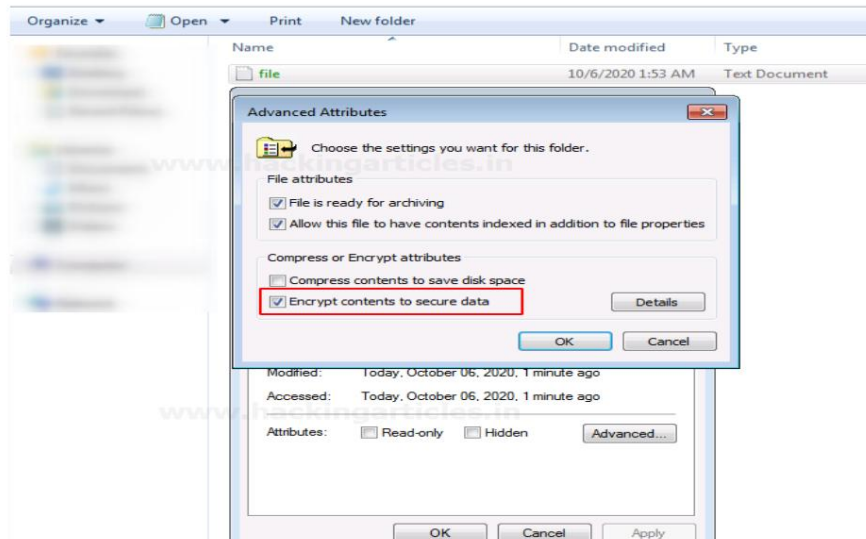 Organize Open Print New folder
Name Date modified Type
file 10/6/2020 1:53 AM Text Document
Advanced Attributes
Choose the settings you want for this folder.
www.hackingarticles.in
File attributes
File is ready for archiving
Allow this file to have contents indexed in addition to file properties
Compress or Encrypt attributes
Compress contents to save disk space
Encrypt contents to secure data Details
OK Cancel
Modified: Today, October 06, 2020, 1 minute ago
Accessed: Today, October 06, 2020, 1 minute ago
www.hackingarticles.in
Attributes: Read-only Hidden Advanced...
OK Cancel Apply